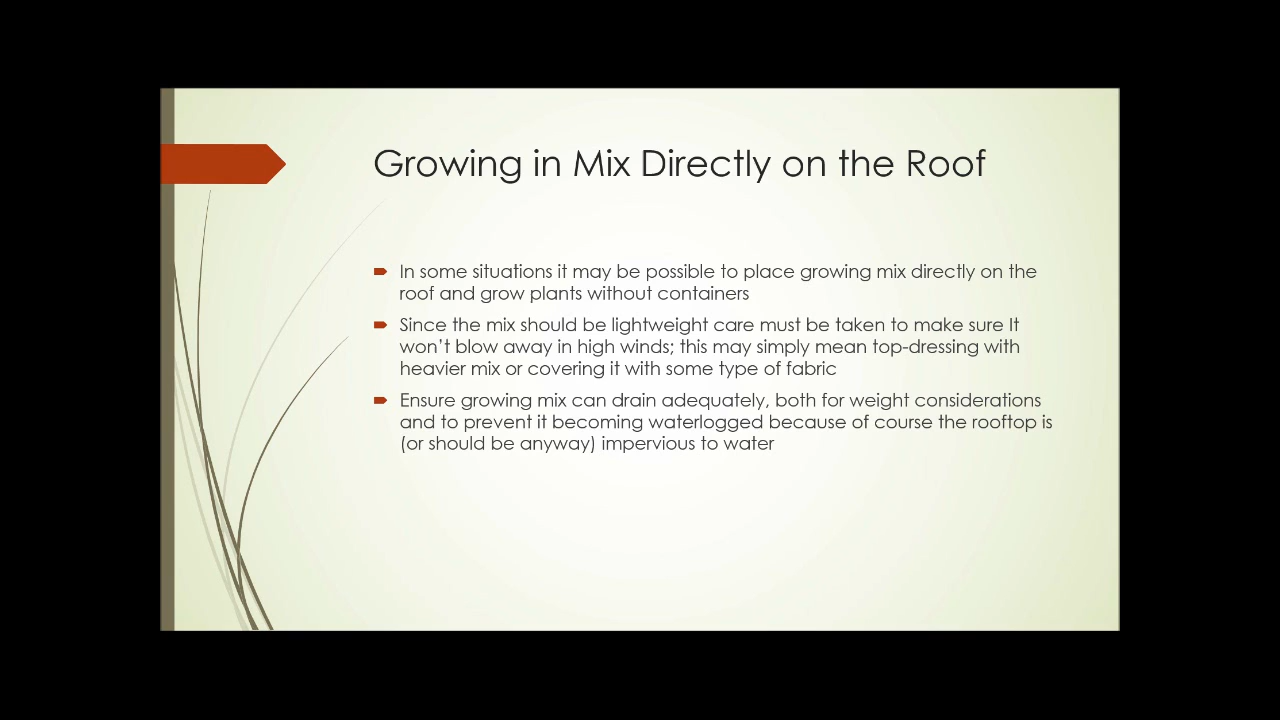 Growing in Mix Directly on the Roof
In some situations it may be possible to place growing mix directly on the
roof and grow plants without containers
Since the mix should be lightweight care must be taken to make sure It
won’t blow away in high winds; this may simply mean top-dressing with
heavier mix or covering it with some type of fabric
Ensure growing mix can drain adequately, both for weight considerations
and to prevent it becoming waterlogged because of course the rooftop is
(or should be anyway) impervious to water